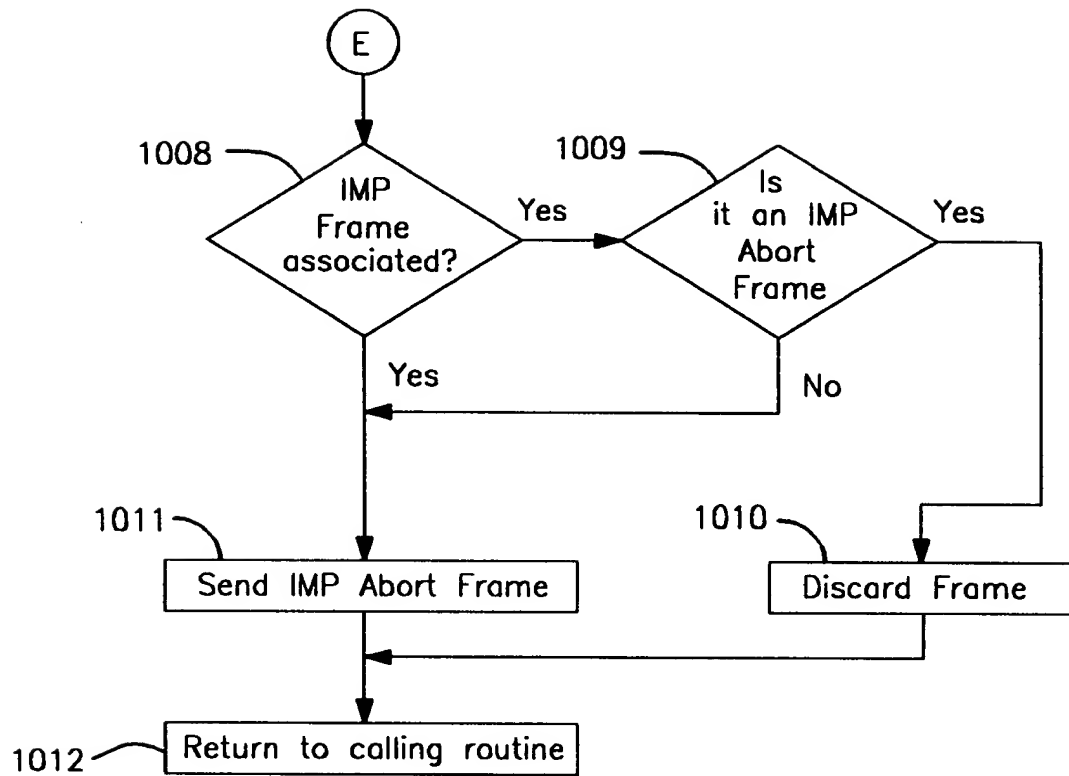 E
1008
IMP
Frame
associated?
Yes
1009
Is
it an IMP
Abort
Frame
Yes
Yes
No
1011
Send IMP Abort Frame
1010
Discard Frame
1012
Return to calling routine